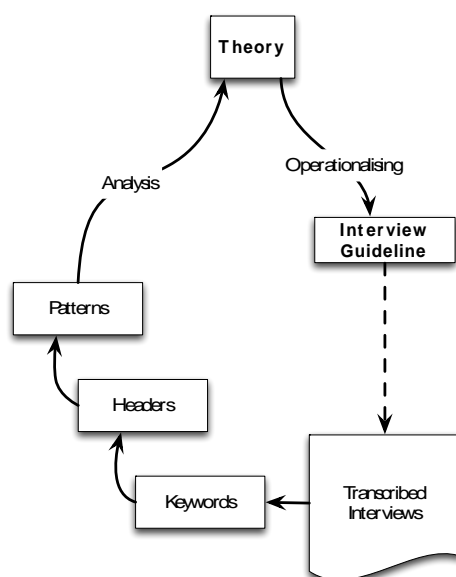 Theory
Operationalising
Analysis
Interview
Guideline
Patterns
Headers
Keywords
Transcribed
Interviews